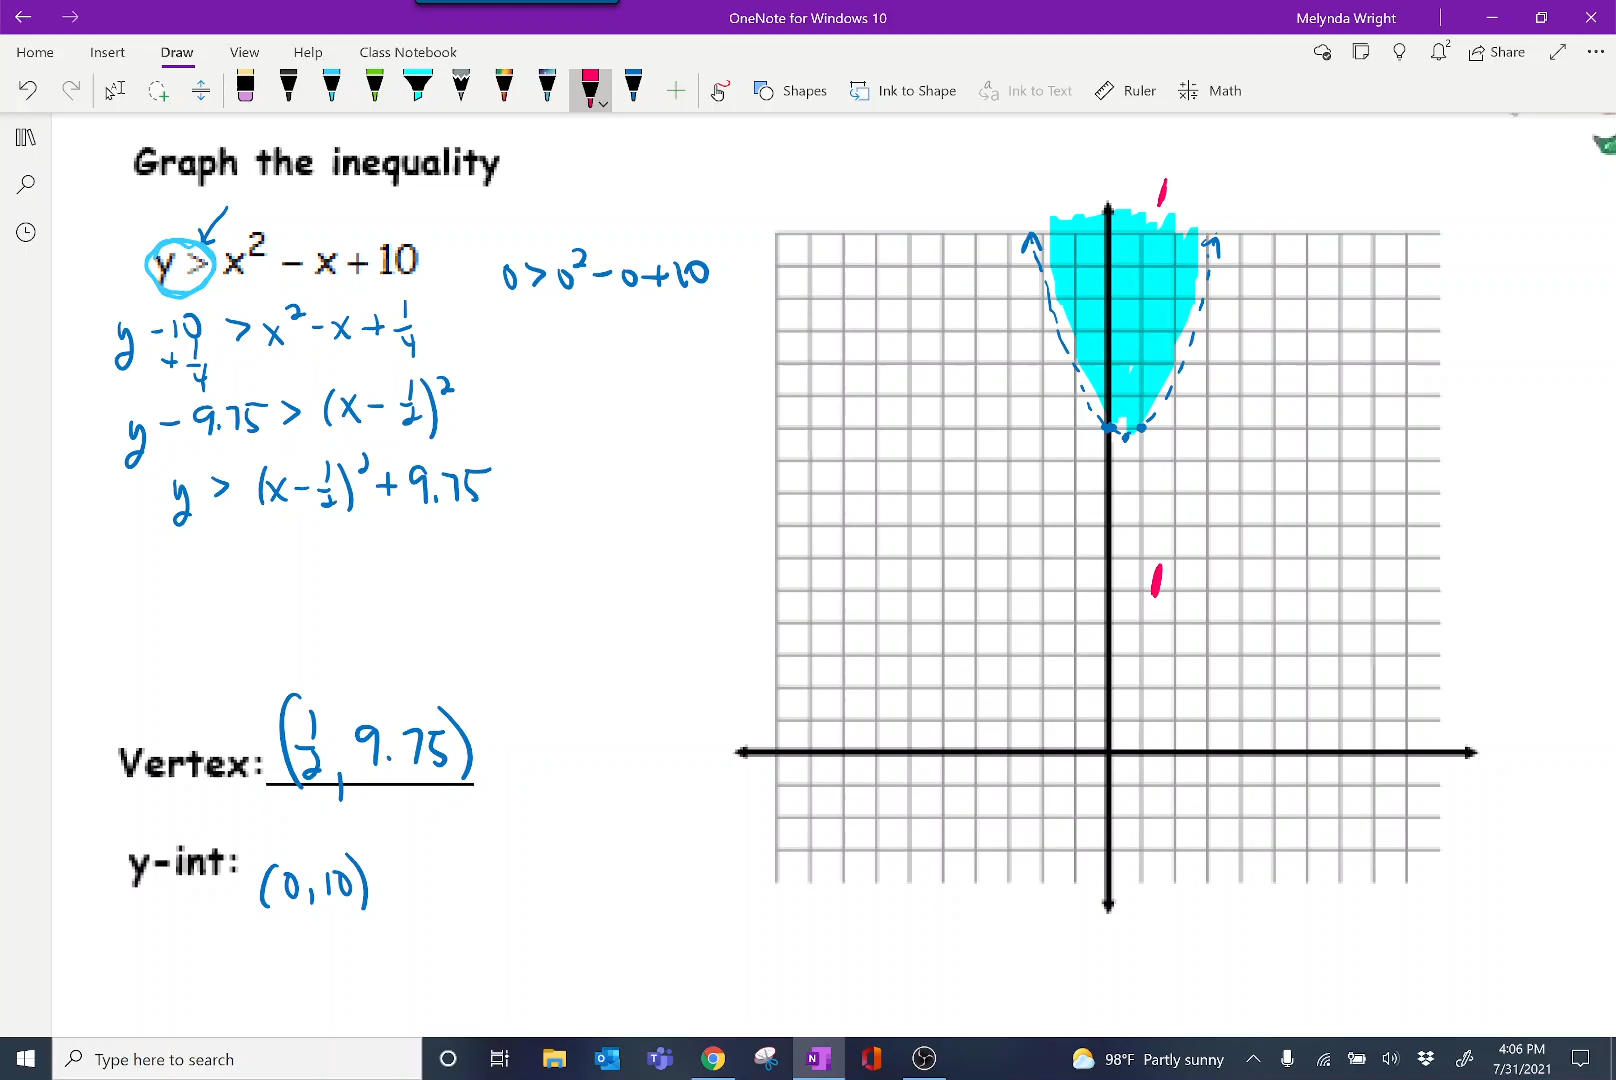 OneNote for Windows 10
Melynda Wright
Home Insert Draw View Help Class Notebook
2 Share
Shapes Ink to Shape Ink to Text Ruler Math
Graph the inequality
y > x² − x + 10
0 > 0² − 0 + 10
y − 10 > x² − x + 1/4
+ 1/4
y − 9.75 > (x − 1/2)²
y > (x − 1/2)² + 9.75
Vertex: (1/2, 9.75)
y-int: (0, 10)
Type here to search
98°F Partly sunny
4:06 PM
7/31/2021